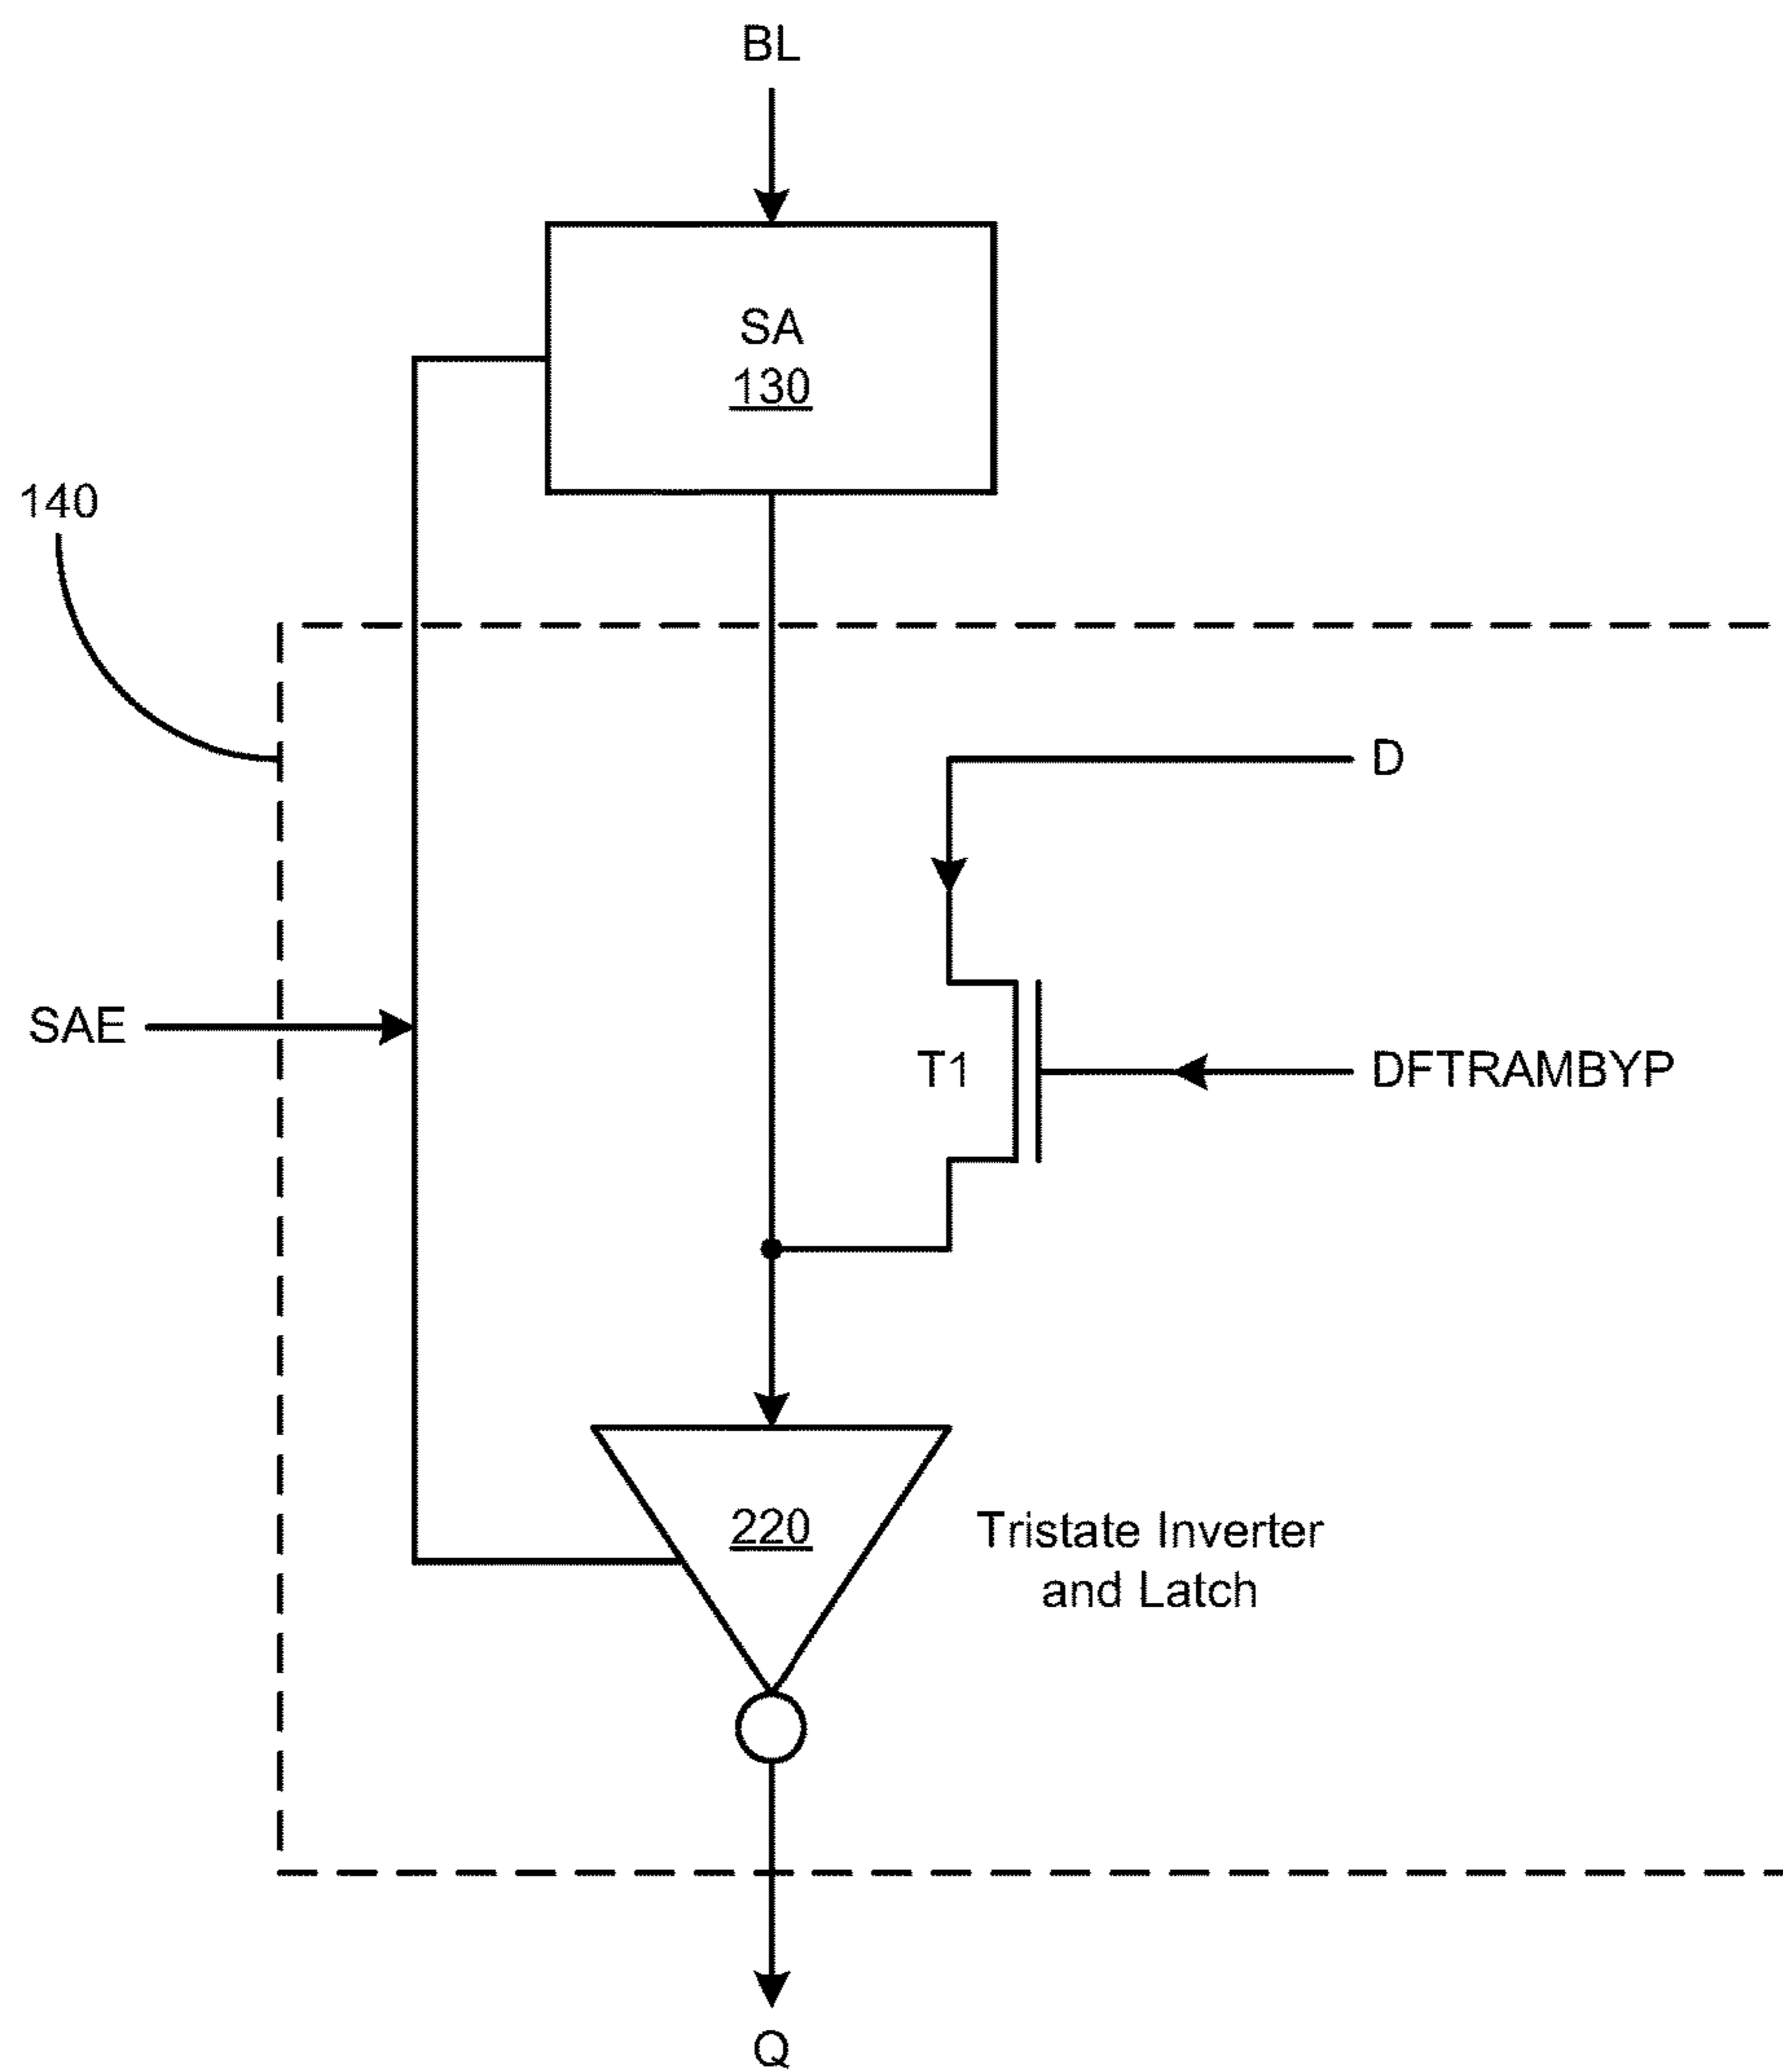 BL
SA
130
140
D
SAE
T1
DFTRAMBYP
220
Tristate Inverter
and Latch
Q